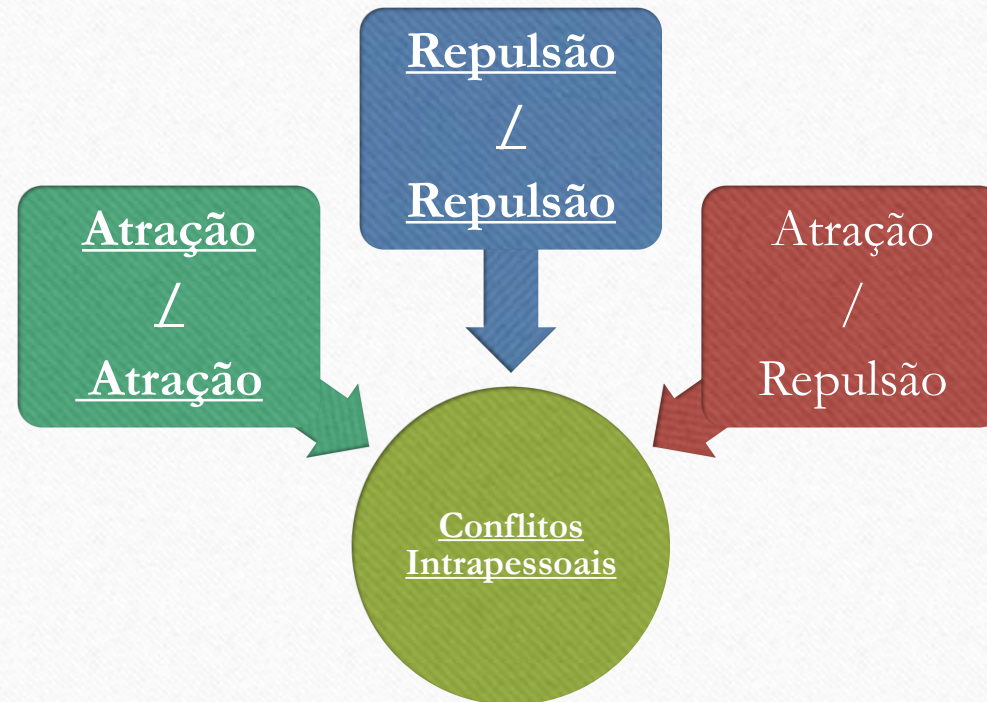 Repulsão
/
Repulsão
Atração
/
Atração
Atração
/
Repulsão
Conflitos
Intrapessoais